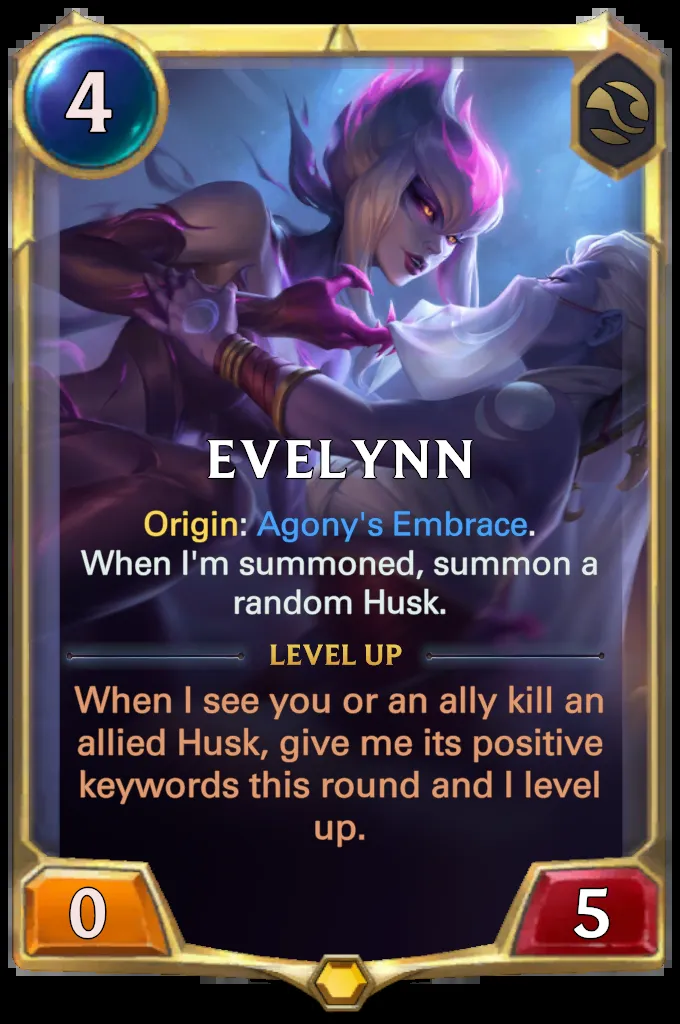 4
EVELYNN
Origin: Agony's Embrace.
When I'm summoned, summon a
random Husk.
LEVEL UP
When I see you or an ally kill an
allied Husk, give me its positive
keywords this round and I level
up.
0
5